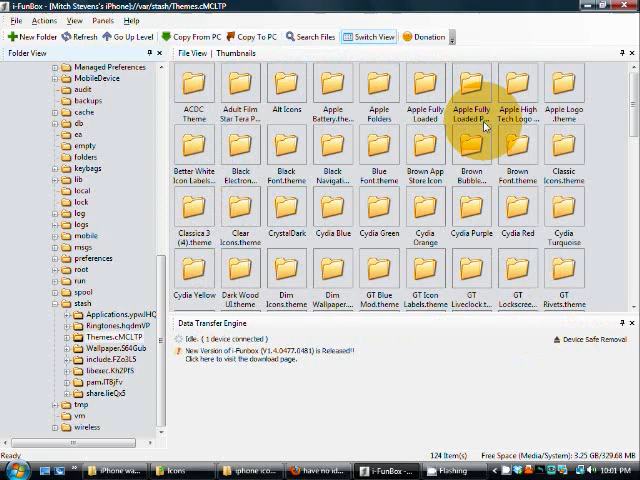 i-FunBox - [Mitch Stevens's iPhone]//var/stash/Themes.cMCLTP
File Actions View Panels Help
New Folder Refresh Go Up Level Copy From PC Copy To PC Search Files Switch View Donation
Folder View
File View Thumbnails
Managed Preferences
MobileDevice
audit
backups
cache
db
ea
empty
folders
keybags
lib
local
lock
log
logs
mobile
msgs
preferences
root
run
spool
stash
Applications.ypwJHQ
Ringtones.hqdmVP
Themes.cMCLTP
Wallpaper.S64Gub
include.FZo3LS
libexec.Kh2PfS
pam.IT8jfv
share.lieQx5
tmp
vm
wireless
ACDC Theme
Adult Film Star Tera P...
Alt Icons
Apple Battery.the...
Apple Folders
Apple Fully Loaded
Apple Fully Loaded P...
Apple High Tech Logo ...
Apple Logo .theme
Better White Icon Labels...
Black Electron...
Black Navigati...
Blue Font.theme
Brown App Store Icon
Brown Bubble...
Brown Font.theme
Classic Icons.theme
Classica 3 (4).theme
Clear Icons.theme
CrystalDark
Cydia Blue
Cydia Green
Cydia Orange
Cydia Purple
Cydia Red
Cydia Turquoise
Cydia Yellow
Dark Wood UI.theme
Dim Icons.theme
Dim Wallpaper....
GT Blue Mod.theme
GT Icon Labels.theme
GT Liveclock.t...
GT Lockscreen...
GT Rivets.theme
Data Transfer Engine
Idle. ( 1 device connected )
Device Safe Removal
New Version of i-FunBox (V1.4.0477.0481) is Released!!
Click here to visit the download page.
124 Item(s)
Free Space (Media/System): 3.25 GB/329.68 MB
Start
iPhone wa...
Icons
iphone ico...
have no id...
i-FunBox -...
Flashing
10:01 PM